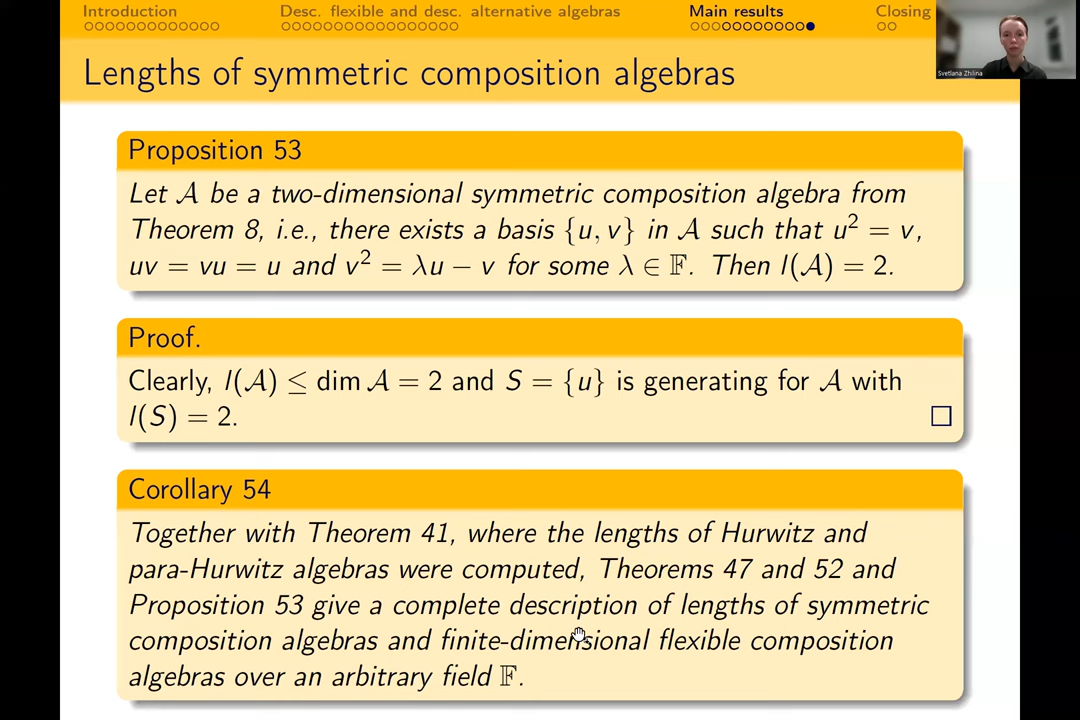 Introduction
Desc. flexible and desc. alternative algebras
Main results
Closing
Svetlana Zhilina
Lengths of symmetric composition algebras
Proposition 53
Let 𝒜 be a two-dimensional symmetric composition algebra from
Theorem 8, i.e., there exists a basis {u, v} in 𝒜 such that u² = v,
uv = vu = u and v² = λu − v for some λ ∈ 𝔽. Then l(𝒜) = 2.
Proof.
Clearly, l(𝒜) ≤ dim 𝒜 = 2 and S = {u} is generating for 𝒜 with
l(S) = 2.
□
Corollary 54
Together with Theorem 41, where the lengths of Hurwitz and
para-Hurwitz algebras were computed, Theorems 47 and 52 and
Proposition 53 give a complete description of lengths of symmetric
composition algebras and finite-dimensional flexible composition
algebras over an arbitrary field 𝔽.